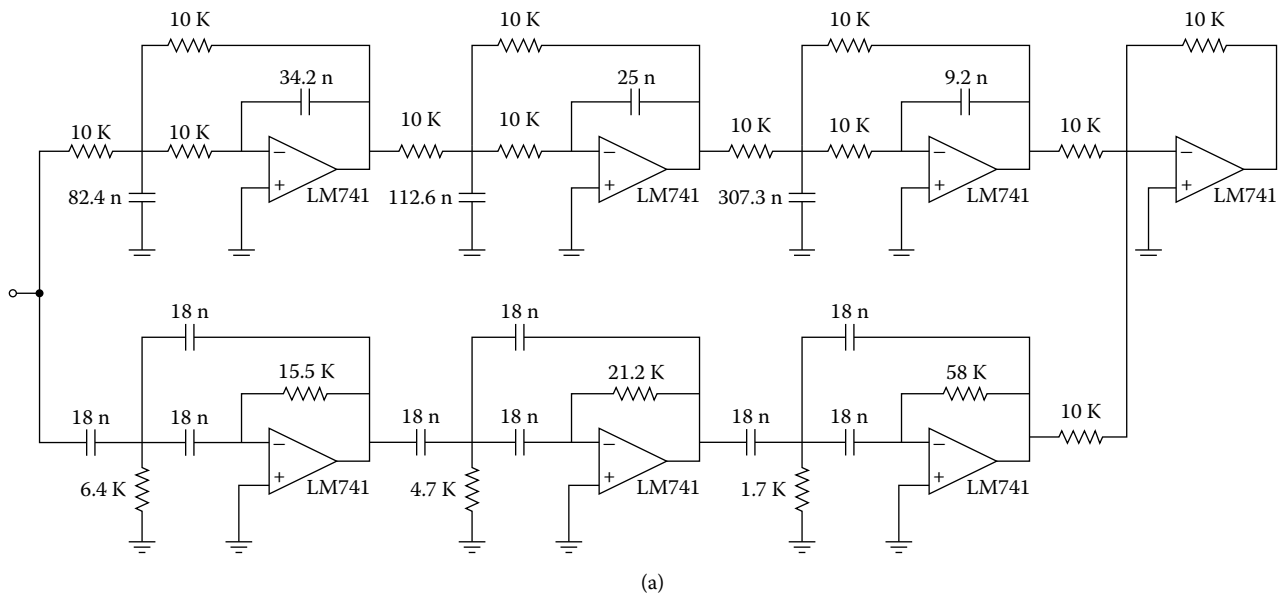 10 K 10 K 10 K 10 K
34.2 n 25 n 9.2 n
10 K 10 K 10 K 10 K 10 K 10 K 10 K
− − − −
+ + + +
82.4 n LM741 112.6 n LM741 307.3 n LM741 LM741
18 n 18 n 18 n
15.5 K 21.2 K 58 K
18 n 18 n 18 n 18 n 18 n 18 n 10 K
− − −
+ + +
6.4 K LM741 4.7 K LM741 1.7 K LM741
(a)